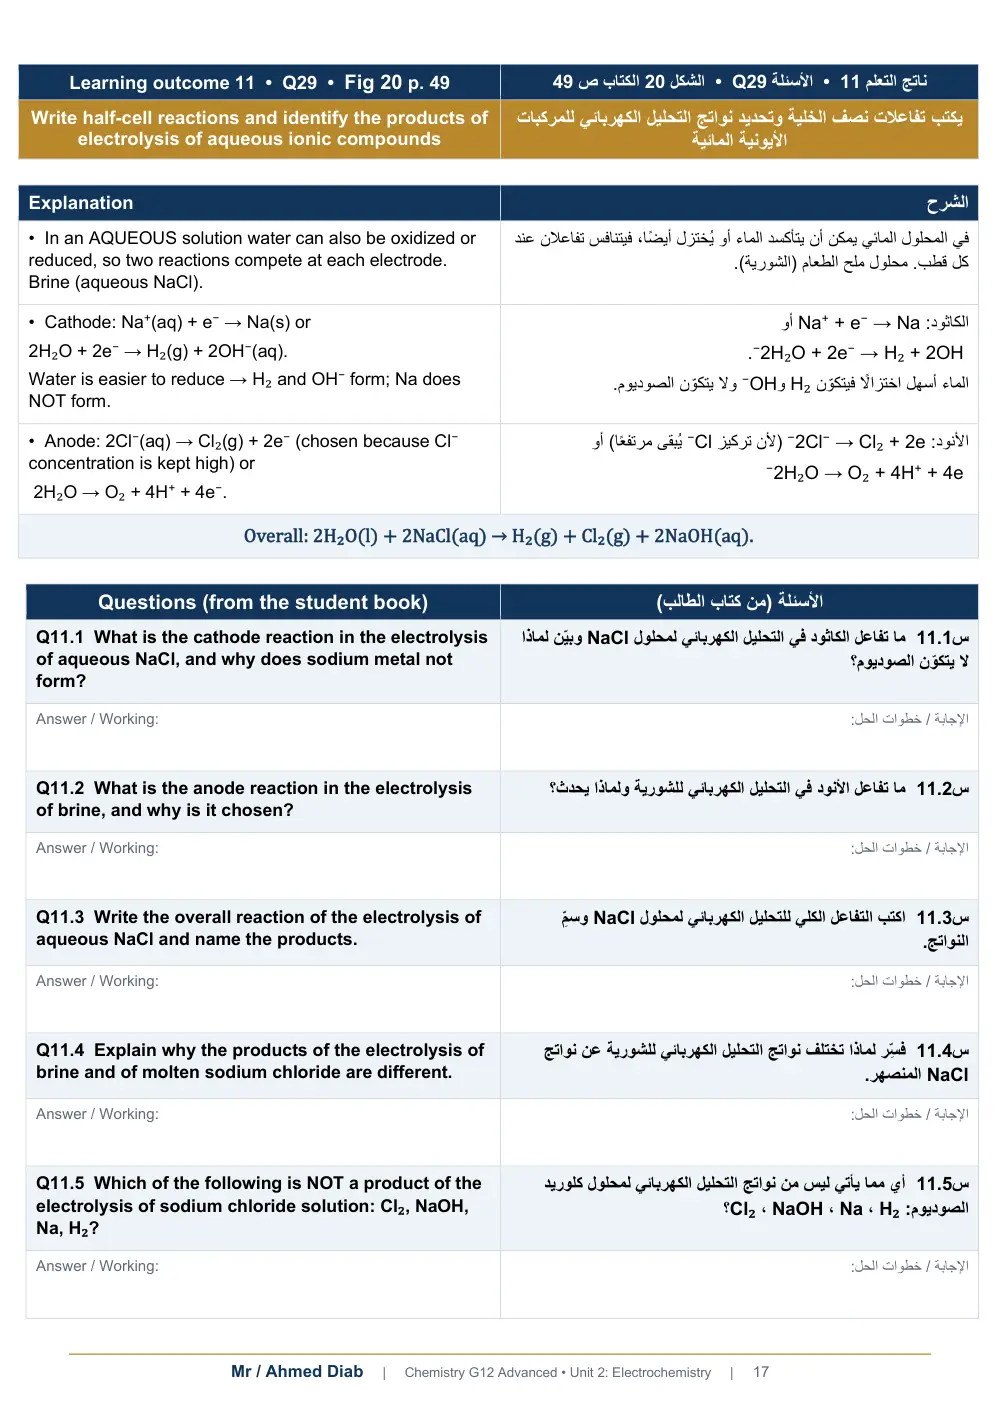 Learning outcome 11 • Q29 • Fig 20 p. 49
ناتج التعلم 11 • الأسئلة Q29 • الشكل 20 الكتاب ص 49
Write half-cell reactions and identify the products of
electrolysis of aqueous ionic compounds
يكتب تفاعلات نصف الخلية وتحديد نواتج التحليل الكهربائي للمركبات
الأيونية المائية
Explanation
الشرح
• In an AQUEOUS solution water can also be oxidized or
reduced, so two reactions compete at each electrode.
Brine (aqueous NaCl).
في المحلول المائي يمكن أن يتأكسد الماء أو يُختزل أيضًا، فيتنافس تفاعلان عند
كل قطب. محلول ملح الطعام (الشورية).
• Cathode: Na⁺(aq) + e⁻ → Na(s) or
2H₂O + 2e⁻ → H₂(g) + 2OH⁻(aq).
Water is easier to reduce → H₂ and OH⁻ form; Na does
NOT form.
الكاثود: Na⁺ + e⁻ → Na أو
2H₂O + 2e⁻ → H₂ + 2OH⁻.
الماء أسهل اختزالًا فيتكوّن H₂ وOH⁻ ولا يتكوّن الصوديوم.
• Anode: 2Cl⁻(aq) → Cl₂(g) + 2e⁻ (chosen because Cl⁻
concentration is kept high) or
2H₂O → O₂ + 4H⁺ + 4e⁻.
الأنود: 2Cl⁻ → Cl₂ + 2e⁻ (لأن تركيز Cl⁻ يُبقى مرتفعًا) أو
2H₂O → O₂ + 4H⁺ + 4e⁻
Overall: 2H₂O(l) + 2NaCl(aq) → H₂(g) + Cl₂(g) + 2NaOH(aq).
Questions (from the student book)
الأسئلة (من كتاب الطالب)
Q11.1 What is the cathode reaction in the electrolysis
of aqueous NaCl, and why does sodium metal not
form?
س11.1 ما تفاعل الكاثود في التحليل الكهربائي لمحلول NaCl وبيّن لماذا
لا يتكوّن الصوديوم؟
Answer / Working:
الإجابة / خطوات الحل:
Q11.2 What is the anode reaction in the electrolysis
of brine, and why is it chosen?
س11.2 ما تفاعل الأنود في التحليل الكهربائي للشورية ولماذا يحدث؟
Answer / Working:
الإجابة / خطوات الحل:
Q11.3 Write the overall reaction of the electrolysis of
aqueous NaCl and name the products.
س11.3 اكتب التفاعل الكلي للتحليل الكهربائي لمحلول NaCl وسمِّ
النواتج.
Answer / Working:
الإجابة / خطوات الحل:
Q11.4 Explain why the products of the electrolysis of
brine and of molten sodium chloride are different.
س11.4 فسِّر لماذا تختلف نواتج التحليل الكهربائي للشورية عن نواتج
NaCl المنصهر.
Answer / Working:
الإجابة / خطوات الحل:
Q11.5 Which of the following is NOT a product of the
electrolysis of sodium chloride solution: Cl₂, NaOH,
Na, H₂?
س11.5 أي مما يأتي ليس من نواتج التحليل الكهربائي لمحلول كلوريد
الصوديوم: Cl₂ ، NaOH ، Na ، H₂؟
Answer / Working:
الإجابة / خطوات الحل:
Mr / Ahmed Diab | Chemistry G12 Advanced • Unit 2: Electrochemistry | 17